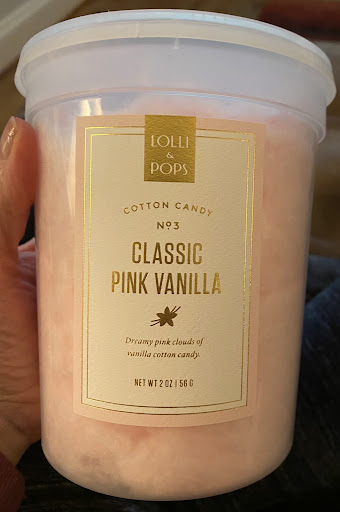 LOLLI
&
POPS
COTTON CANDY
Nº3
CLASSIC
PINK VANILLA
Dreamy pink clouds of
vanilla cotton candy.
NET WT 2 OZ | 56 G